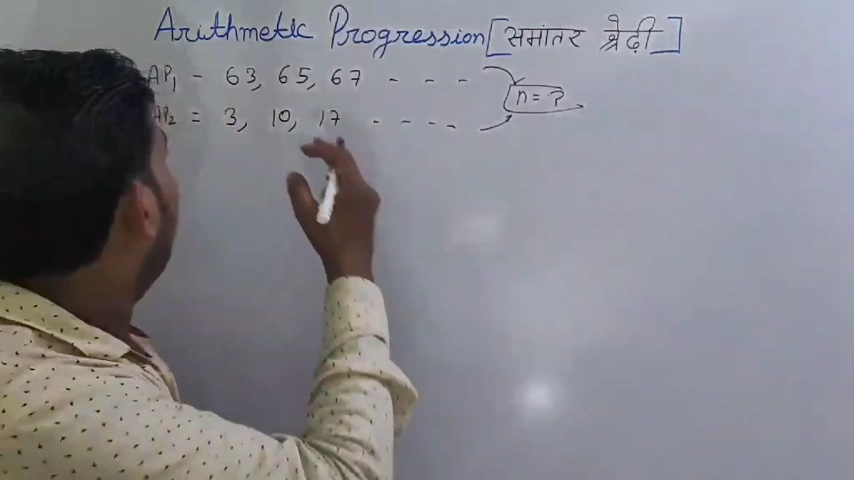 Arithmetic Progression [समांतर श्रेढ़ी]
AP₁ - 63, 65, 67 - - -
n = ?
AP₂ = 3, 10, 17 - - - -